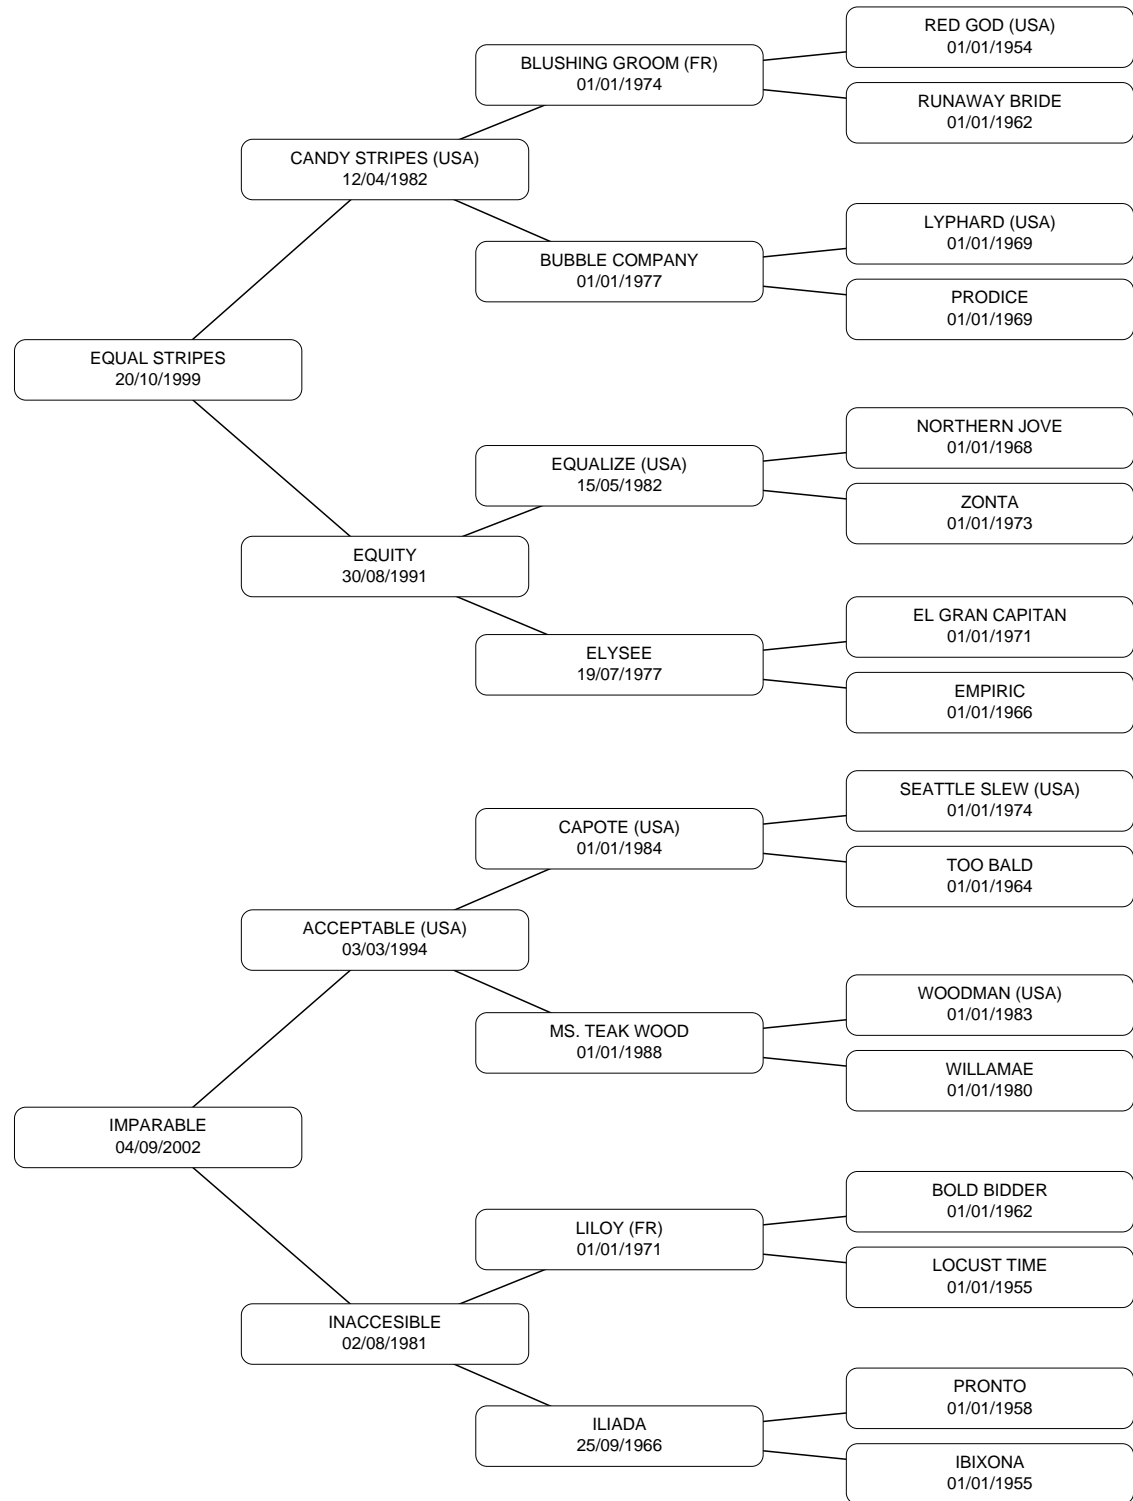 RED GOD (USA)
01/01/1954
BLUSHING GROOM (FR)
01/01/1974
RUNAWAY BRIDE
01/01/1962
CANDY STRIPES (USA)
12/04/1982
LYPHARD (USA)
01/01/1969
BUBBLE COMPANY
01/01/1977
PRODICE
01/01/1969
EQUAL STRIPES
20/10/1999
NORTHERN JOVE
01/01/1968
EQUALIZE (USA)
15/05/1982
ZONTA
01/01/1973
EQUITY
30/08/1991
EL GRAN CAPITAN
01/01/1971
ELYSEE
19/07/1977
EMPIRIC
01/01/1966
SEATTLE SLEW (USA)
01/01/1974
CAPOTE (USA)
01/01/1984
TOO BALD
01/01/1964
ACCEPTABLE (USA)
03/03/1994
WOODMAN (USA)
01/01/1983
MS. TEAK WOOD
01/01/1988
WILLAMAE
01/01/1980
IMPARABLE
04/09/2002
BOLD BIDDER
01/01/1962
LILOY (FR)
01/01/1971
LOCUST TIME
01/01/1955
INACCESIBLE
02/08/1981
PRONTO
01/01/1958
ILIADA
25/09/1966
IBIXONA
01/01/1955